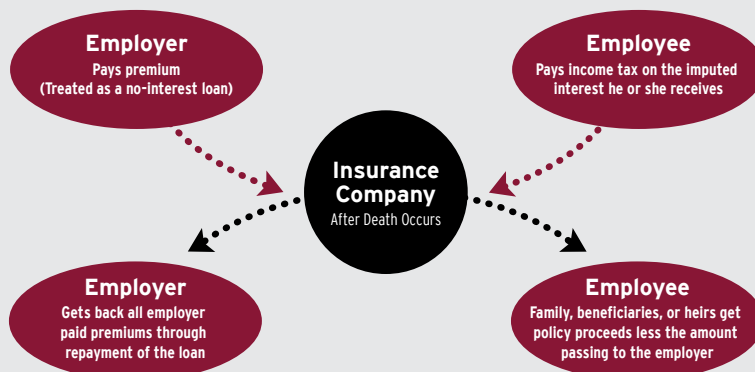 Employer
Pays premium
(Treated as a no-interest loan)
Employee
Pays income tax on the imputed
interest he or she receives
Insurance
Company
After Death Occurs
Employer
Gets back all employer
paid premiums through
repayment of the loan
Employee
Family, beneficiaries, or heirs get
policy proceeds less the amount
passing to the employer